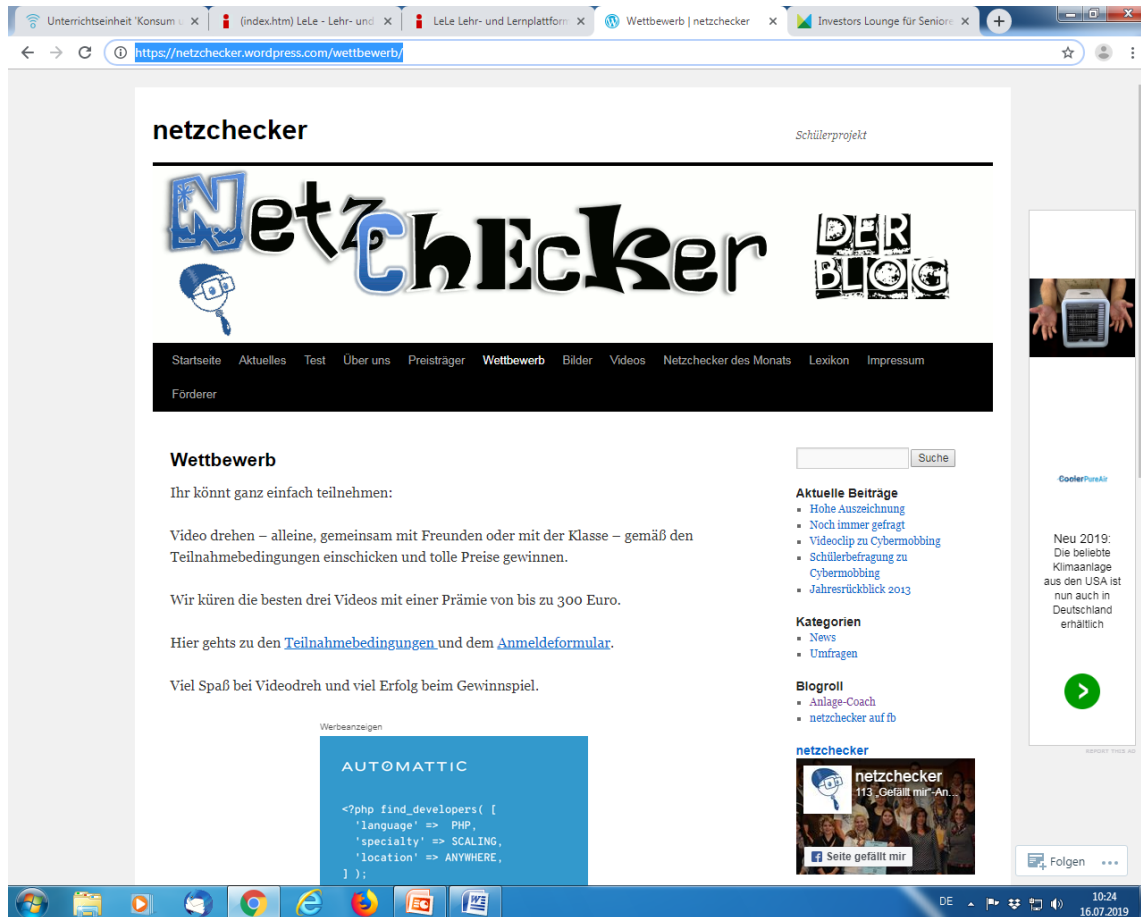 Unterrichtseinheit 'Konsum u
(index.htm) LeLe - Lehr- und
LeLe Lehr- und Lernplattform
Wettbewerb | netzchecker
Investors Lounge für Seniore
https://netzchecker.wordpress.com/wettbewerb/
netzchecker
Schülerprojekt
NetzChEcker
DER
BLOG
Startseite Aktuelles Test Über uns Preisträger Wettbewerb Bilder Videos Netzchecker des Monats Lexikon Impressum
Förderer
Wettbewerb
Ihr könnt ganz einfach teilnehmen:
Video drehen – alleine, gemeinsam mit Freunden oder mit der Klasse – gemäß den
Teilnahmebedingungen einschicken und tolle Preise gewinnen.
Wir küren die besten drei Videos mit einer Prämie von bis zu 300 Euro.
Hier gehts zu den Teilnahmebedingungen und dem Anmeldeformular.
Viel Spaß bei Videodreh und viel Erfolg beim Gewinnspiel.
Werbeanzeigen
AUTOMATTIC
<?php find_developers( [
'language' => PHP,
'specialty' => SCALING,
'location' => ANYWHERE,
] );
Suche
Aktuelle Beiträge
Hohe Auszeichnung
Noch immer gefragt
Videoclip zu Cybermobbing
Schülerbefragung zu
Cybermobbing
Jahresrückblick 2013
Kategorien
News
Umfragen
Blogroll
Anlage-Coach
netzchecker auf fb
netzchecker
netzchecker
113 „Gefällt mir"-An...
Seite gefällt mir
CoolerPureAir
Neu 2019:
Die beliebte
Klimaanlage
aus den USA ist
nun auch in
Deutschland
erhältlich
REPORT THIS AD
Folgen
DE
10:24
16.07.2019